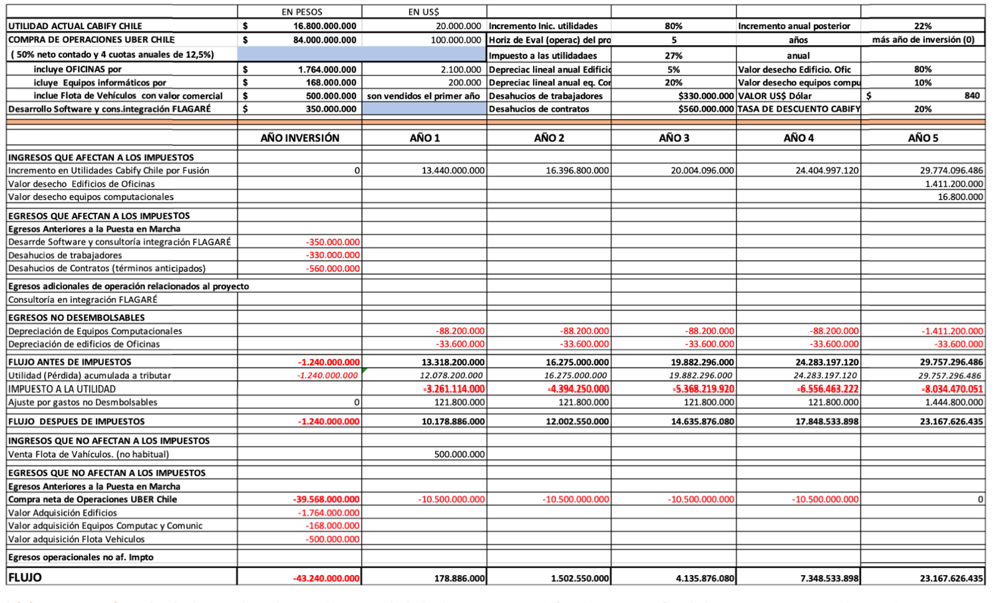 EN PESOS EN US$
UTILIDAD ACTUAL CABIFY CHILE $ 16.800.000.000 20.000.000 Incremento Inic. utilidades 80% Incremento anual posterior 22%
COMPRA DE OPERACIONES UBER CHILE $ 84.000.000.000 100.000.000 Horiz de Eval (operac) del pro 5 años más año de inversión (0)
( 50% neto contado y 4 cuotas anuales de 12,5%) Impuesto a las utilidadaes 27% anual
incluye OFICINAS por $ 1.764.000.000 2.100.000 Depreciac lineal anual Edificio 5% Valor desecho Edificio. Ofic 80%
icluye Equipos informáticos por $ 168.000.000 200.000 Depreciac lineal anual eq. Cor 20% Valor desecho equipos compu 10%
inclue Flota de Vehículos con valor comercial $ 500.000.000 son vendidos el primer año Desahucios de trabajadores $330.000.000 VALOR US$ Dólar $ 840
Desarrollo Software y cons.integración FLAGARÉ $ 350.000.000 Desahucios de contratos $560.000.000 TASA DE DESCUENTO CABIFY 20%
AÑO INVERSIÓN AÑO 1 AÑO 2 AÑO 3 AÑO 4 AÑO 5
INGRESOS QUE AFECTAN A LOS IMPUESTOS
Incremento en Utilidades Cabify Chile por Fusión 0 13.440.000.000 16.396.800.000 20.004.096.000 24.404.997.120 29.774.096.486
Valor desecho Edificios de Oficinas 1.411.200.000
Valor desecho equipos computacionales 16.800.000
EGRESOS QUE AFECTAN A LOS IMPUESTOS
Egresos Anteriores a la Puesta en Marcha
Desarrde Software y consultoría integración FLAGARÉ -350.000.000
Desahucios de trabajadores -330.000.000
Desahucios de Contratos (términos anticipados) -560.000.000
Egresos adicionales de operación relacionados al proyecto
Consultoría en integración FLAGARÉ
EGRESOS NO DESEMBOLSABLES
Depreciación de Equipos Computacionales -88.200.000 -88.200.000 -88.200.000 -88.200.000 -1.411.200.000
Depreciación de edificios de Oficinas -33.600.000 -33.600.000 -33.600.000 -33.600.000 -33.600.000
FLUJO ANTES DE IMPUESTOS -1.240.000.000 13.318.200.000 16.275.000.000 19.882.296.000 24.283.197.120 29.757.296.486
Utilidad (Pérdida) acumulada a tributar -1.240.000.000 12.078.200.000 16.275.000.000 19.882.296.000 24.283.197.120 29.757.296.486
IMPUESTO A LA UTILIDAD -3.261.114.000 -4.394.250.000 -5.368.219.920 -6.556.463.222 -8.034.470.051
Ajuste por gastos no Desmbolsables 0 121.800.000 121.800.000 121.800.000 121.800.000 1.444.800.000
FLUJO DESPUES DE IMPUESTOS -1.240.000.000 10.178.886.000 12.002.550.000 14.635.876.080 17.848.533.898 23.167.626.435
INGRESOS QUE NO AFECTAN A LOS IMPUESTOS
Venta Flota de Vahículos. (no habitual) 500.000.000
EGRESOS QUE NO AFECTAN A LOS IMPUESTOS
Egresos Anteriores a la Puesta en Marcha
Compra neta de Operaciones UBER Chile -39.568.000.000 -10.500.000.000 -10.500.000.000 -10.500.000.000 -10.500.000.000 0
Valor Adquisición Edificios -1.764.000.000
Valor adquisición Equipos Computac y Comunic -168.000.000
Valor adquisición Flota Vehiculos -500.000.000
Egresos operacionales no af. Impto
FLUJO -43.240.000.000 178.886.000 1.502.550.000 4.135.876.080 7.348.533.898 23.167.626.435